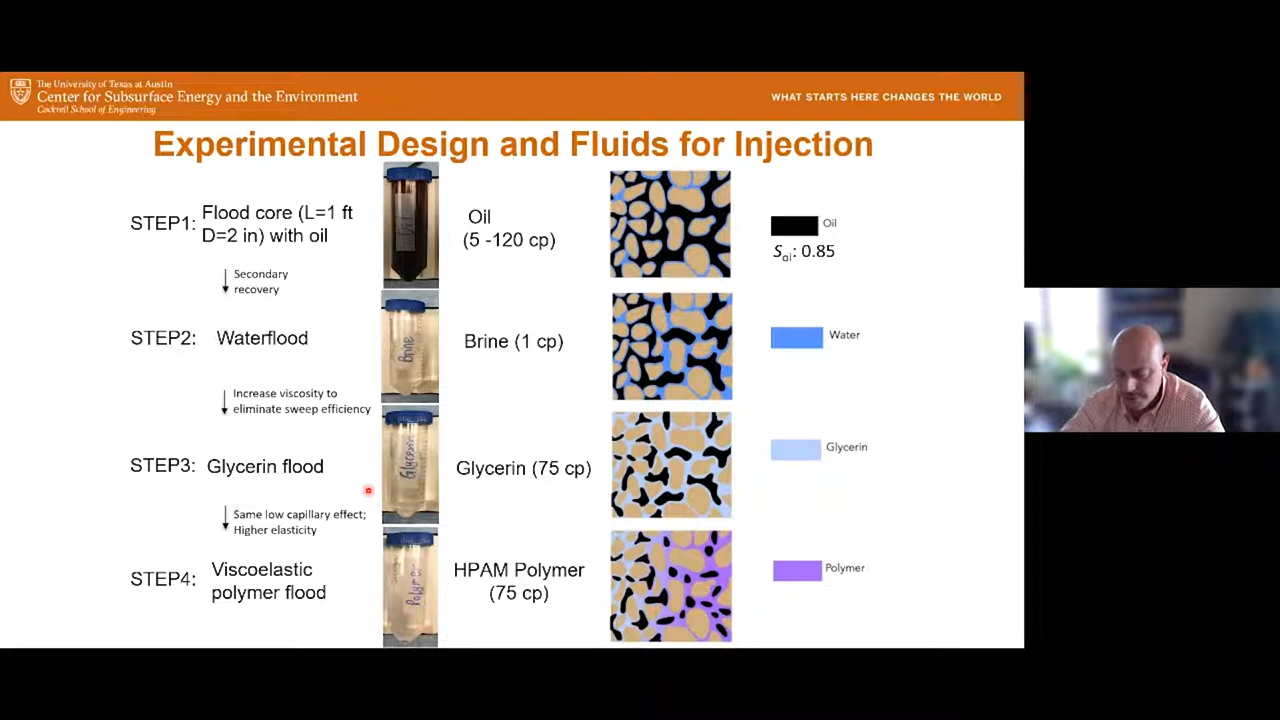 The University of Texas at Austin
Center for Subsurface Energy and the Environment
Cockrell School of Engineering
WHAT STARTS HERE CHANGES THE WORLD
Experimental Design and Fluids for Injection
STEP1:
Flood core (L=1 ft
D=2 in) with oil
Oil
Oil
(5 -120 cp)
Oil
Soi: 0.85
Secondary
recovery
STEP2:
Waterflood
Brine
Brine (1 cp)
Water
Increase viscosity to
eliminate sweep efficiency
STEP3:
Glycerin flood
Glycerin
Glycerin (75 cp)
Glycerin
Same low capillary effect;
Higher elasticity
STEP4:
Viscoelastic
polymer flood
Polymer
HPAM Polymer
(75 cp)
Polymer